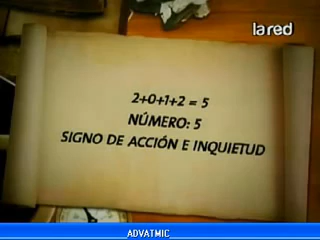 la red
2+0+1+2 = 5
NÚMERO: 5
SIGNO DE ACCIÓN E INQUIETUD
ADVATMIC